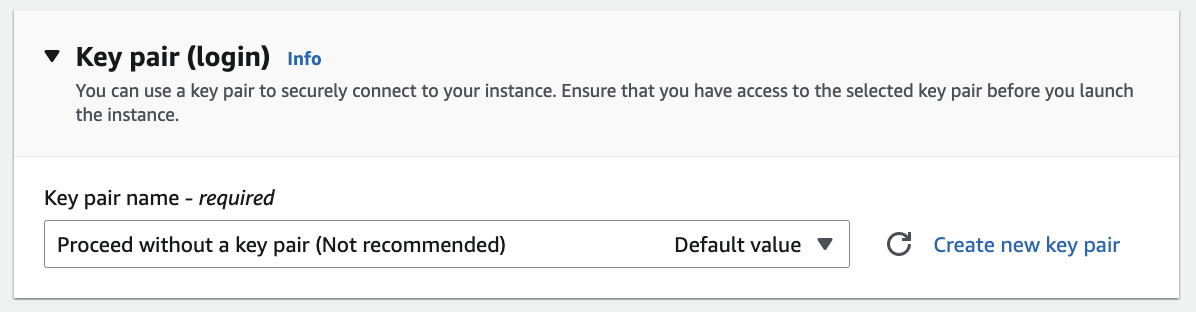 Key pair (login) Info
You can use a key pair to securely connect to your instance. Ensure that you have access to the selected key pair before you launch
the instance.
Key pair name - required
Proceed without a key pair (Not recommended) Default value Create new key pair